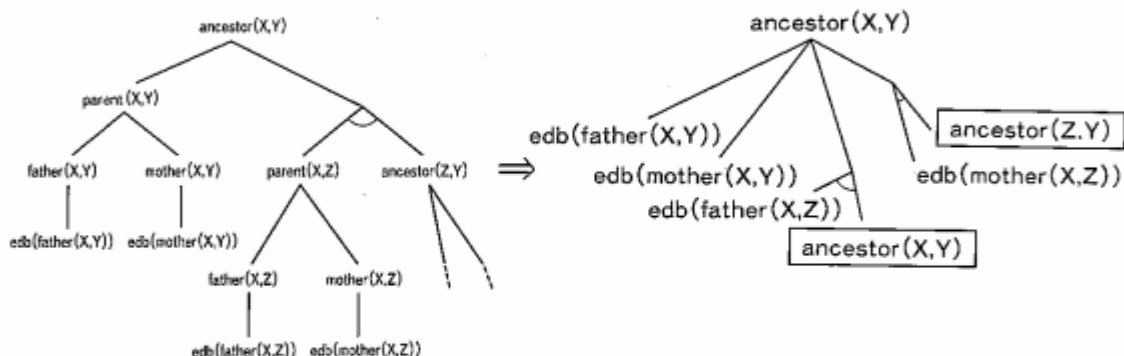 ancestor(X,Y)
parent(X,Y)
father(X,Y)
mother(X,Y)
parent(X,Z)
ancestor(Z,Y)
edb(father(X,Y))
edb(mother(X,Y))
father(X,Z)
mother(X,Z)
edb(father(X,Z))
edb(mother(X,Z))
⇒
ancestor(X,Y)
edb(father(X,Y))
ancestor(Z,Y)
edb(mother(X,Y))
edb(mother(X,Z))
edb(father(X,Z))
ancestor(X,Y)